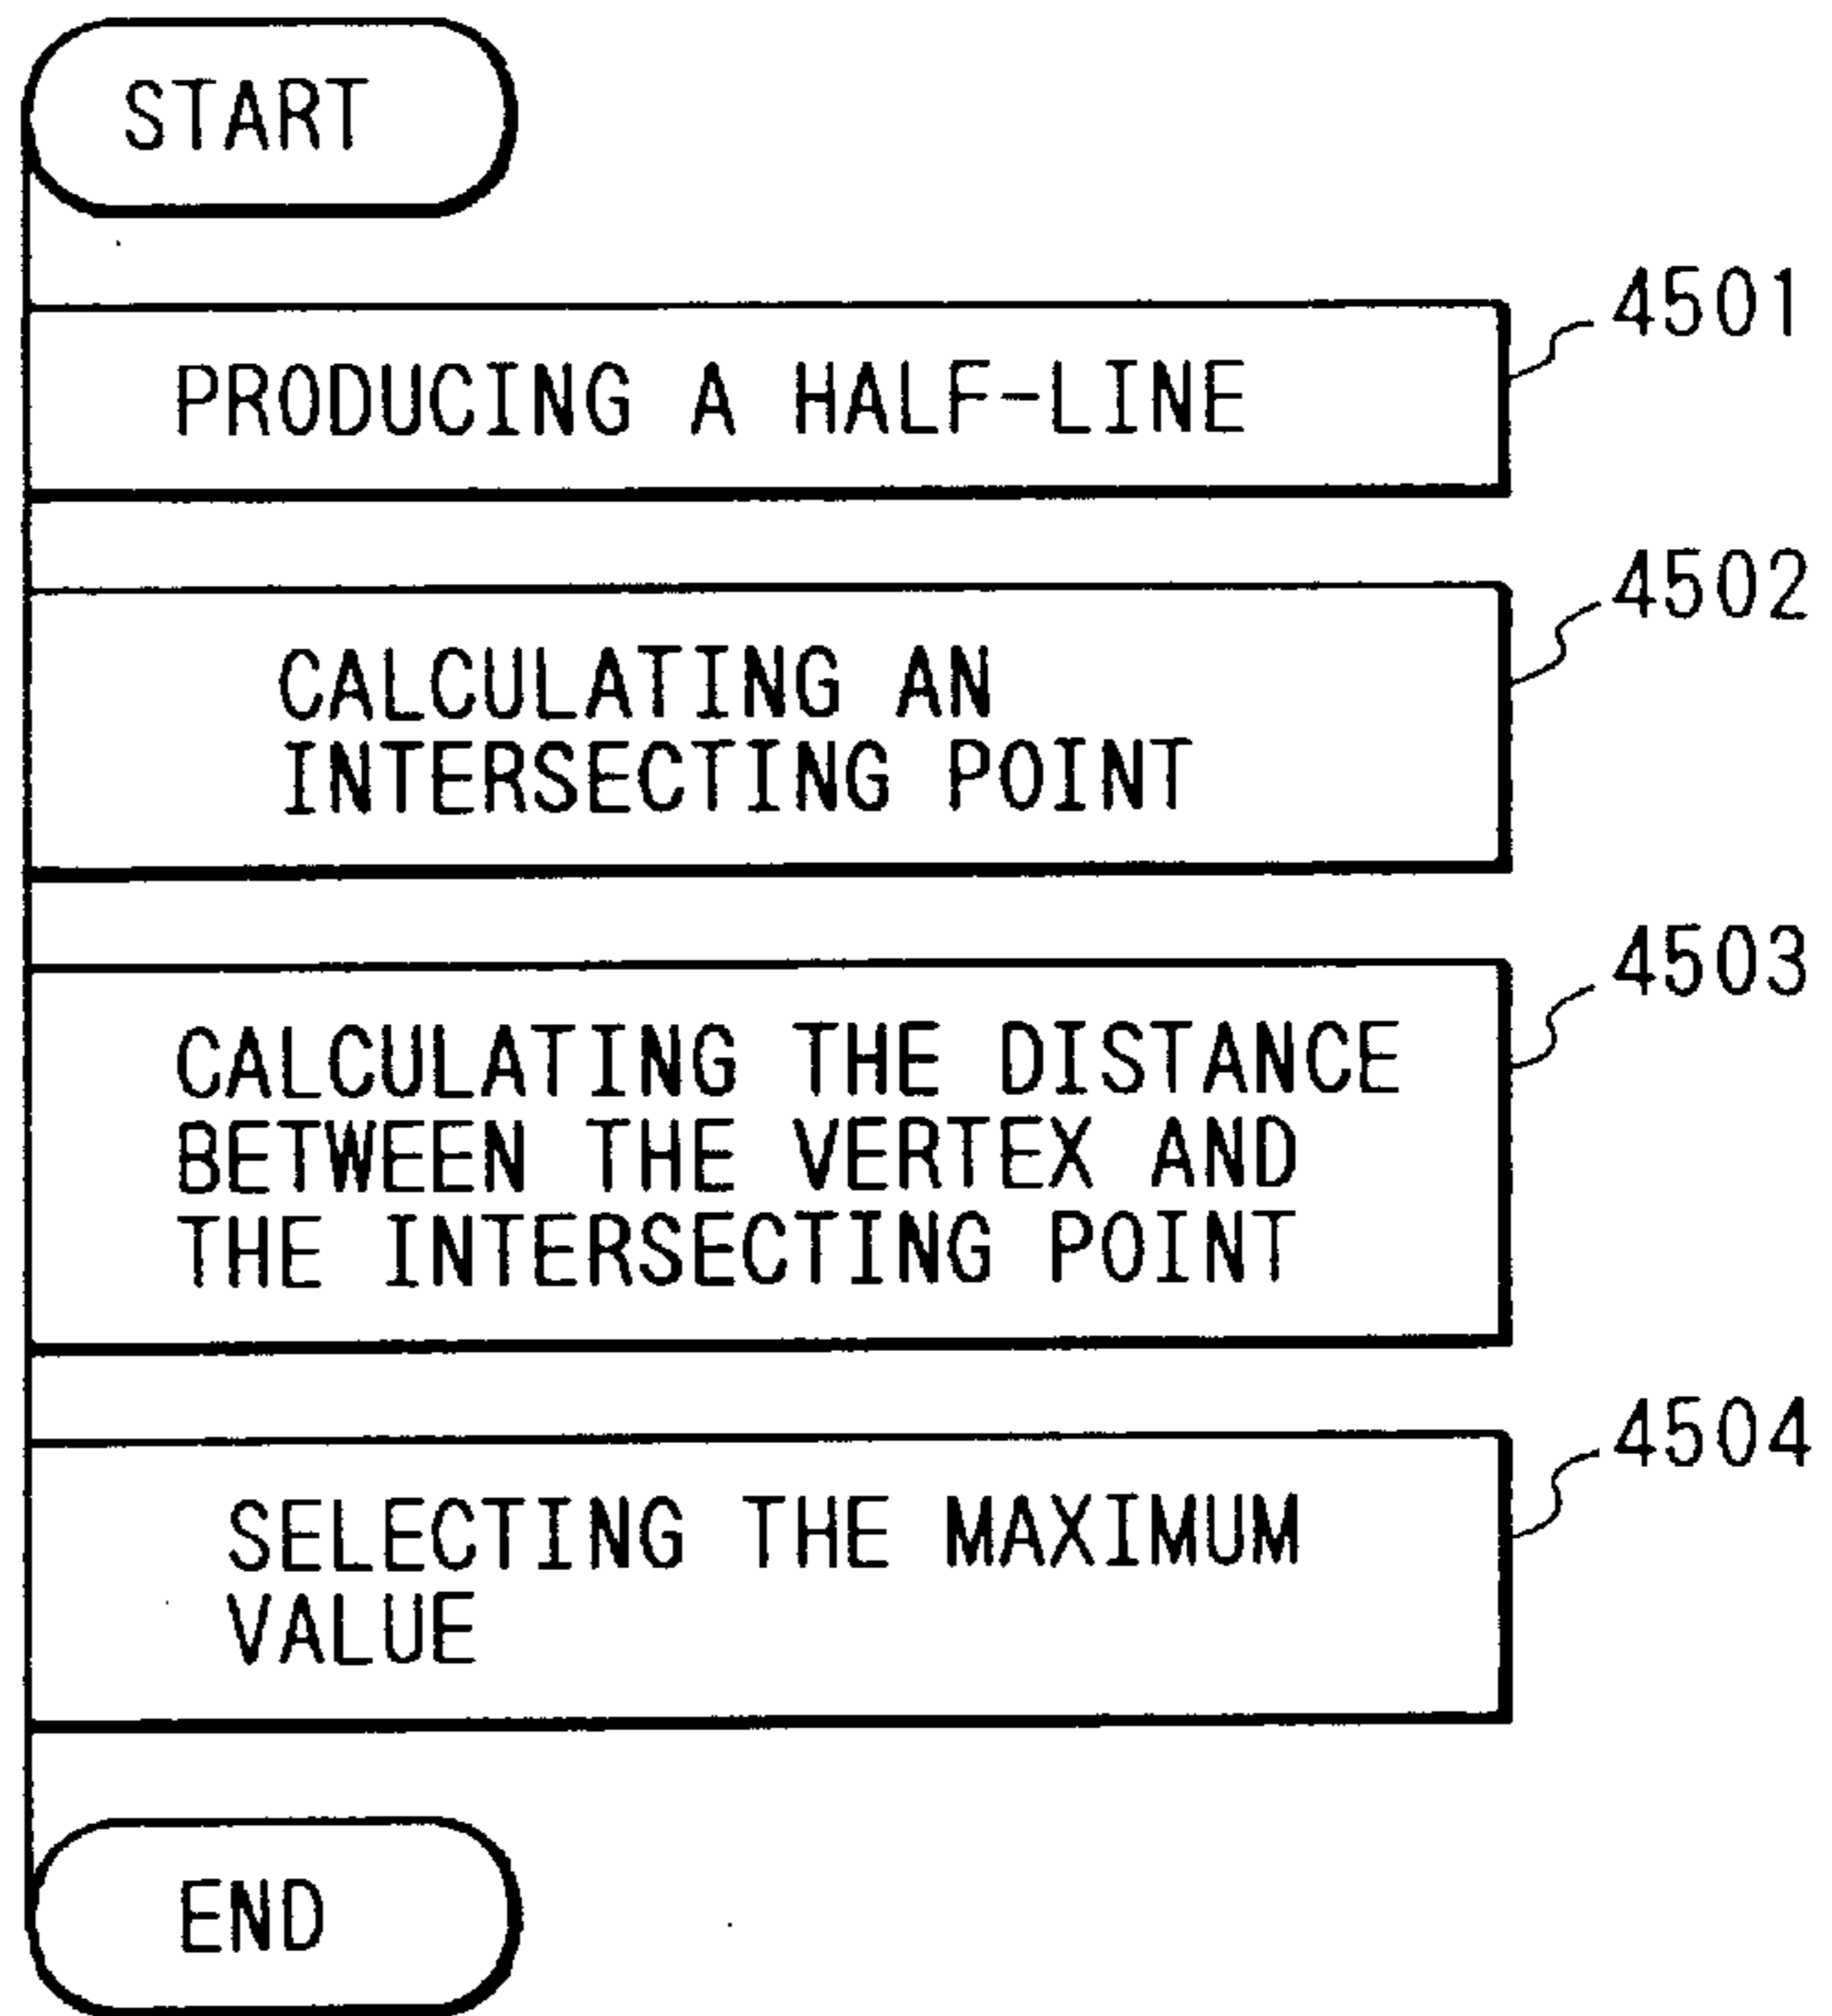 START
4501
PRODUCING A HALF-LINE
4502
CALCULATING AN
INTERSECTING POINT
4503
CALCULATING THE DISTANCE
BETWEEN THE VERTEX AND
THE INTERSECTING POINT
4504
SELECTING THE MAXIMUM
VALUE
END